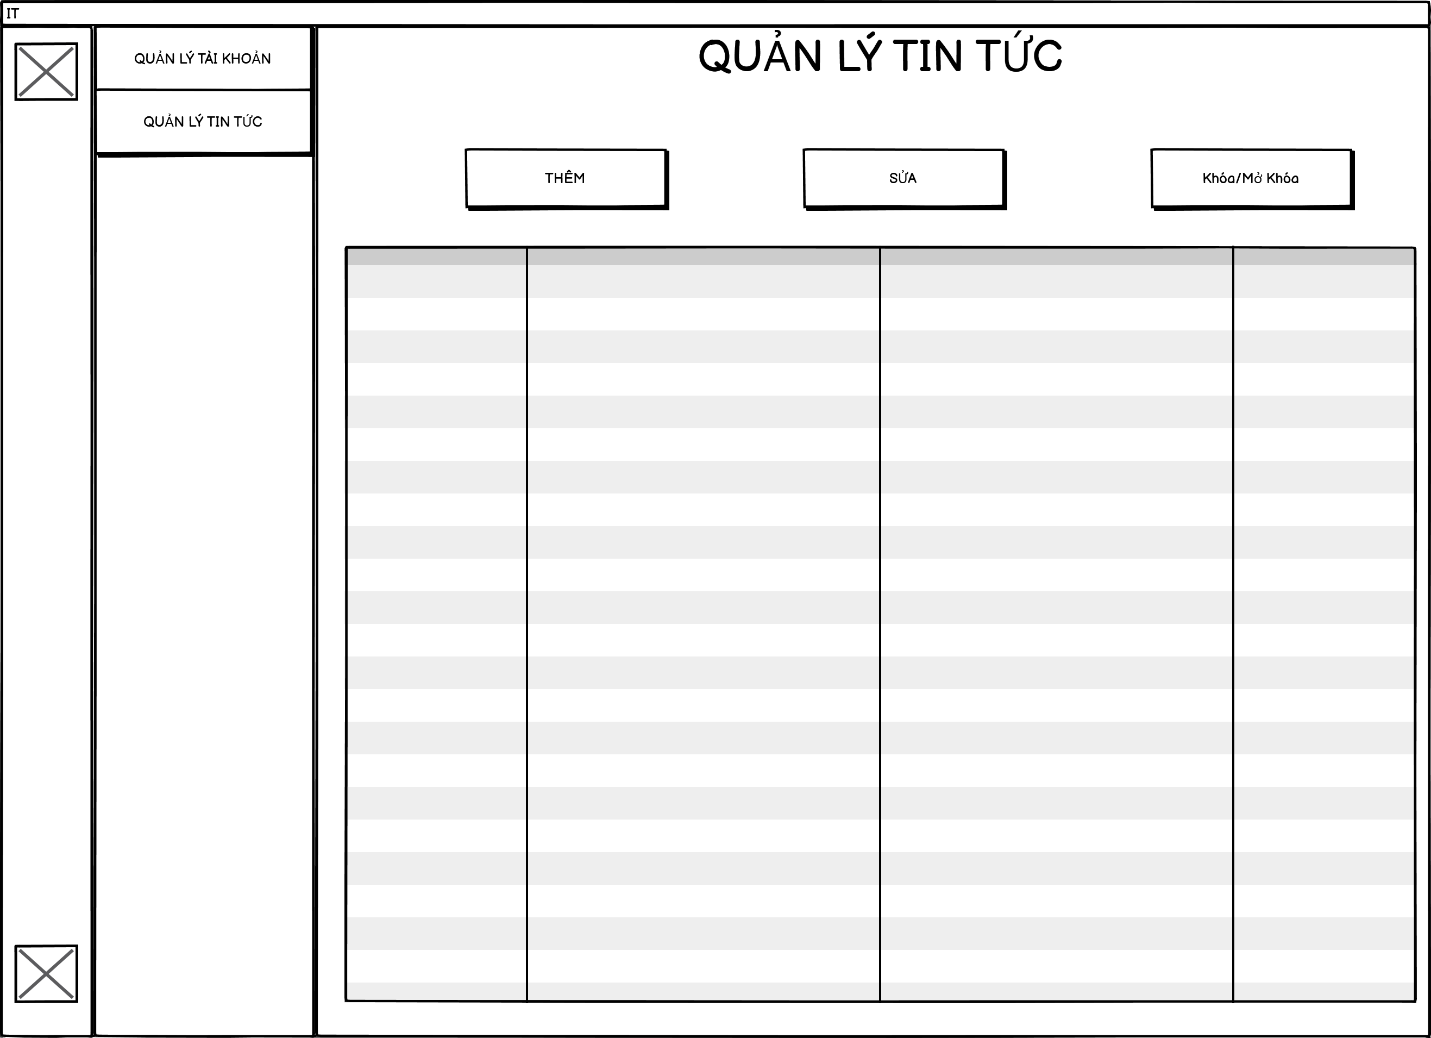 IT
QUẢN LÝ TÀI KHOẢN
QUẢN LÝ TIN TỨC
QUẢN LÝ TIN TỨC
THÊM
SỬA
Khóa/Mở Khóa